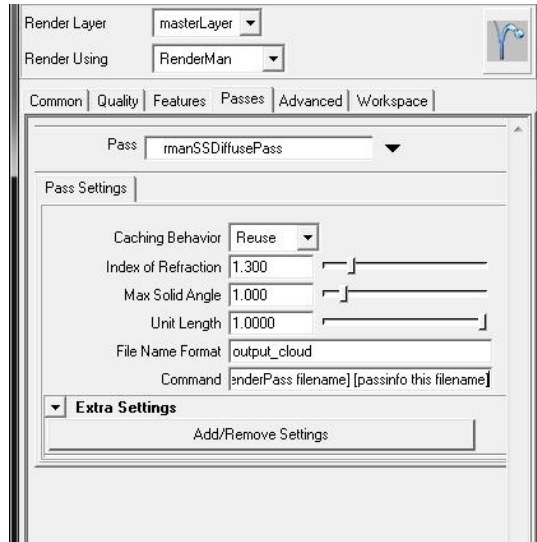 Render Layer masterLayer
Render Using RenderMan
Common Quality Features Passes Advanced Workspace
Pass rmanSSDiffusePass
Pass Settings
Caching Behavior Reuse
Index of Refraction 1.300
Max Solid Angle 1.000
Unit Length 1.0000
File Name Format output_cloud
Command enderPass filename] [passinfo this filename]
Extra Settings
Add/Remove Settings